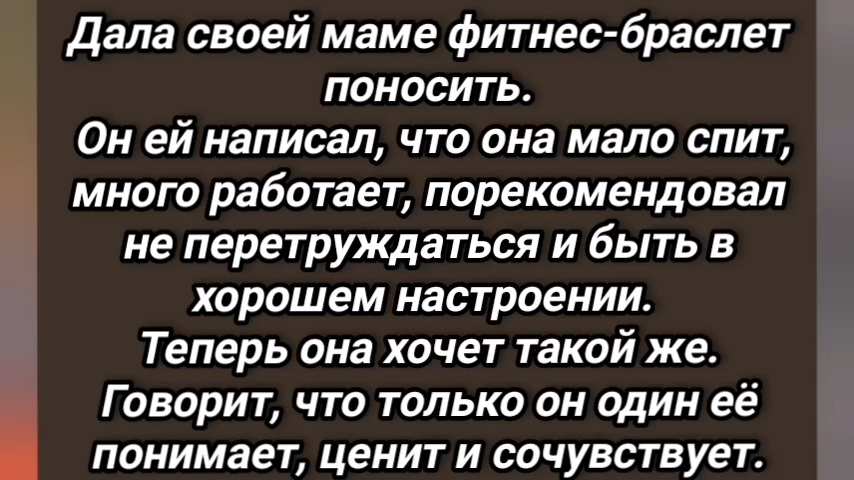 Дала своей маме фитнес-браслет
поносить.
Он ей написал, что она мало спит,
много работает, порекомендовал
не перетруждаться и быть в
хорошем настроении.
Теперь она хочет такой же.
Говорит, что только он один её
понимает, ценит и сочувствует.